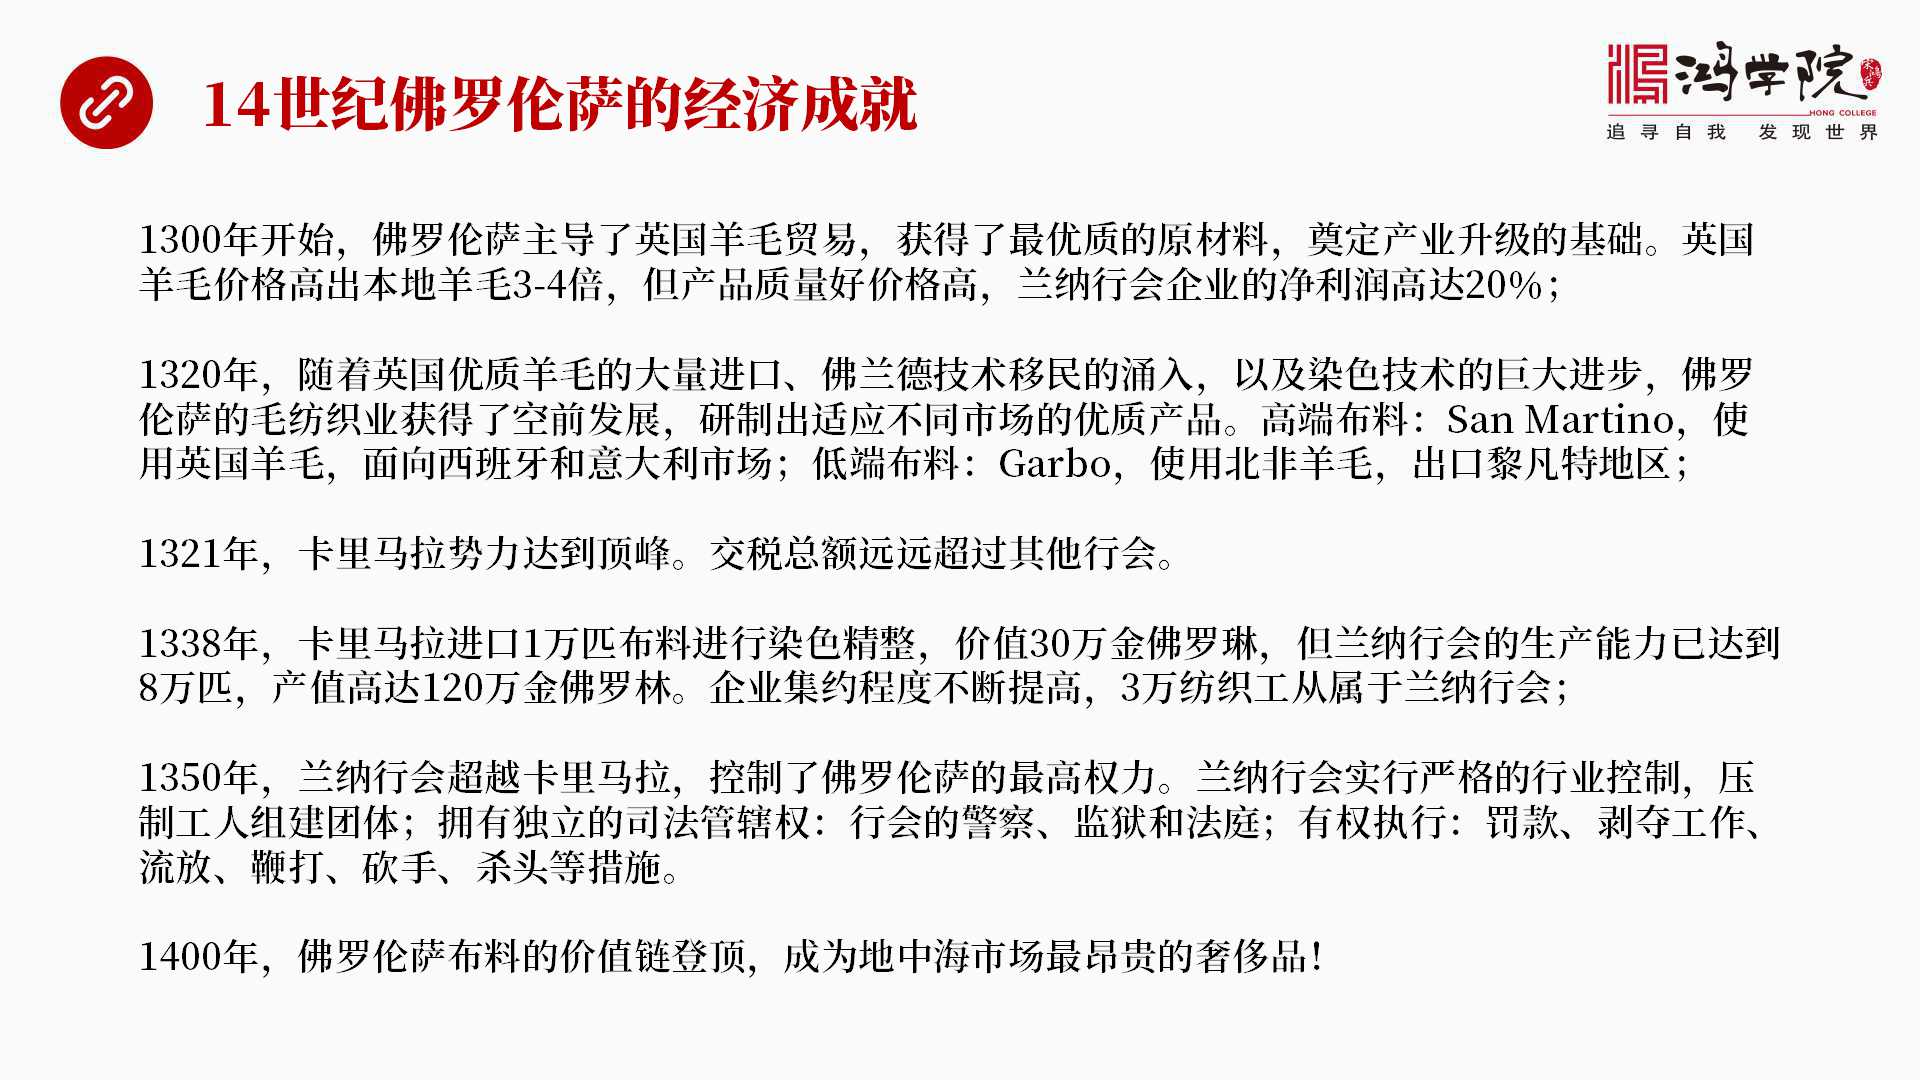 14世纪佛罗伦萨的经济成就
鸿学院
宋鸿兵
HONG COLLEGE
追寻自我 发现世界
1300年开始，佛罗伦萨主导了英国羊毛贸易，获得了最优质的原材料，奠定产业升级的基础。英国
羊毛价格高出本地羊毛3-4倍，但产品质量好价格高，兰纳行会企业的净利润高达20%；
1320年，随着英国优质羊毛的大量进口、佛兰德技术移民的涌入，以及染色技术的巨大进步，佛罗
伦萨的毛纺织业获得了空前发展，研制出适应不同市场的优质产品。高端布料：San Martino，使
用英国羊毛，面向西班牙和意大利市场；低端布料：Garbo，使用北非羊毛，出口黎凡特地区；
1321年，卡里马拉势力达到顶峰。交税总额远远超过其他行会。
1338年，卡里马拉进口1万匹布料进行染色精整，价值30万金佛罗琳，但兰纳行会的生产能力已达到
8万匹，产值高达120万金佛罗林。企业集约程度不断提高，3万纺织工从属于兰纳行会；
1350年，兰纳行会超越卡里马拉，控制了佛罗伦萨的最高权力。兰纳行会实行严格的行业控制，压
制工人组建团体；拥有独立的司法管辖权：行会的警察、监狱和法庭；有权执行：罚款、剥夺工作、
流放、鞭打、砍手、杀头等措施。
1400年，佛罗伦萨布料的价值链登顶，成为地中海市场最昂贵的奢侈品！